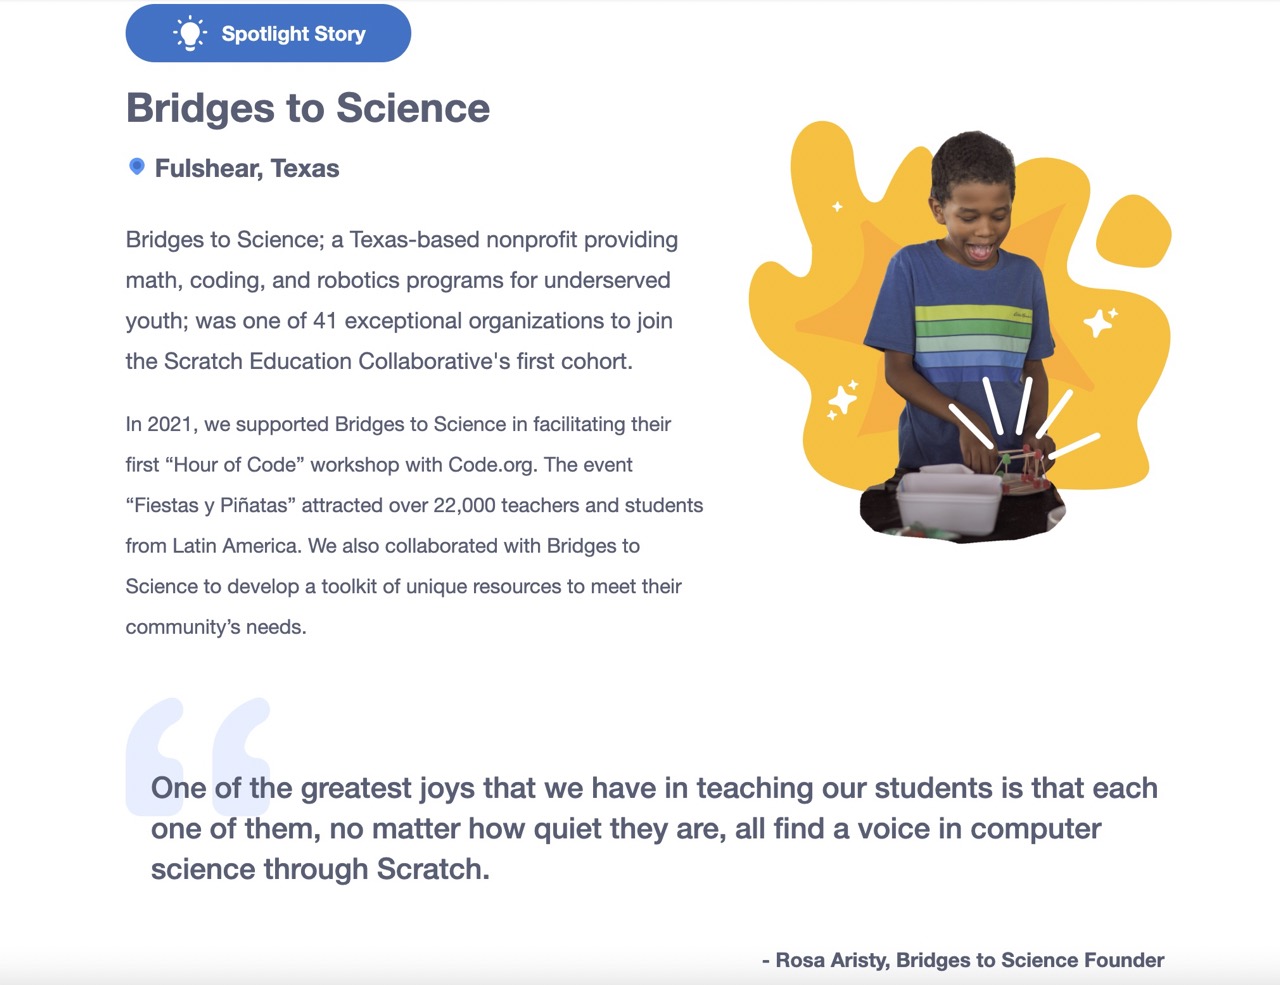 Spotlight Story
Bridges to Science
Fulshear, Texas
Bridges to Science; a Texas-based nonprofit providing
math, coding, and robotics programs for underserved
youth; was one of 41 exceptional organizations to join
the Scratch Education Collaborative's first cohort.
In 2021, we supported Bridges to Science in facilitating their
first “Hour of Code” workshop with Code.org. The event
“Fiestas y Piñatas” attracted over 22,000 teachers and students
from Latin America. We also collaborated with Bridges to
Science to develop a toolkit of unique resources to meet their
community’s needs.
One of the greatest joys that we have in teaching our students is that each
one of them, no matter how quiet they are, all find a voice in computer
science through Scratch.
- Rosa Aristy, Bridges to Science Founder